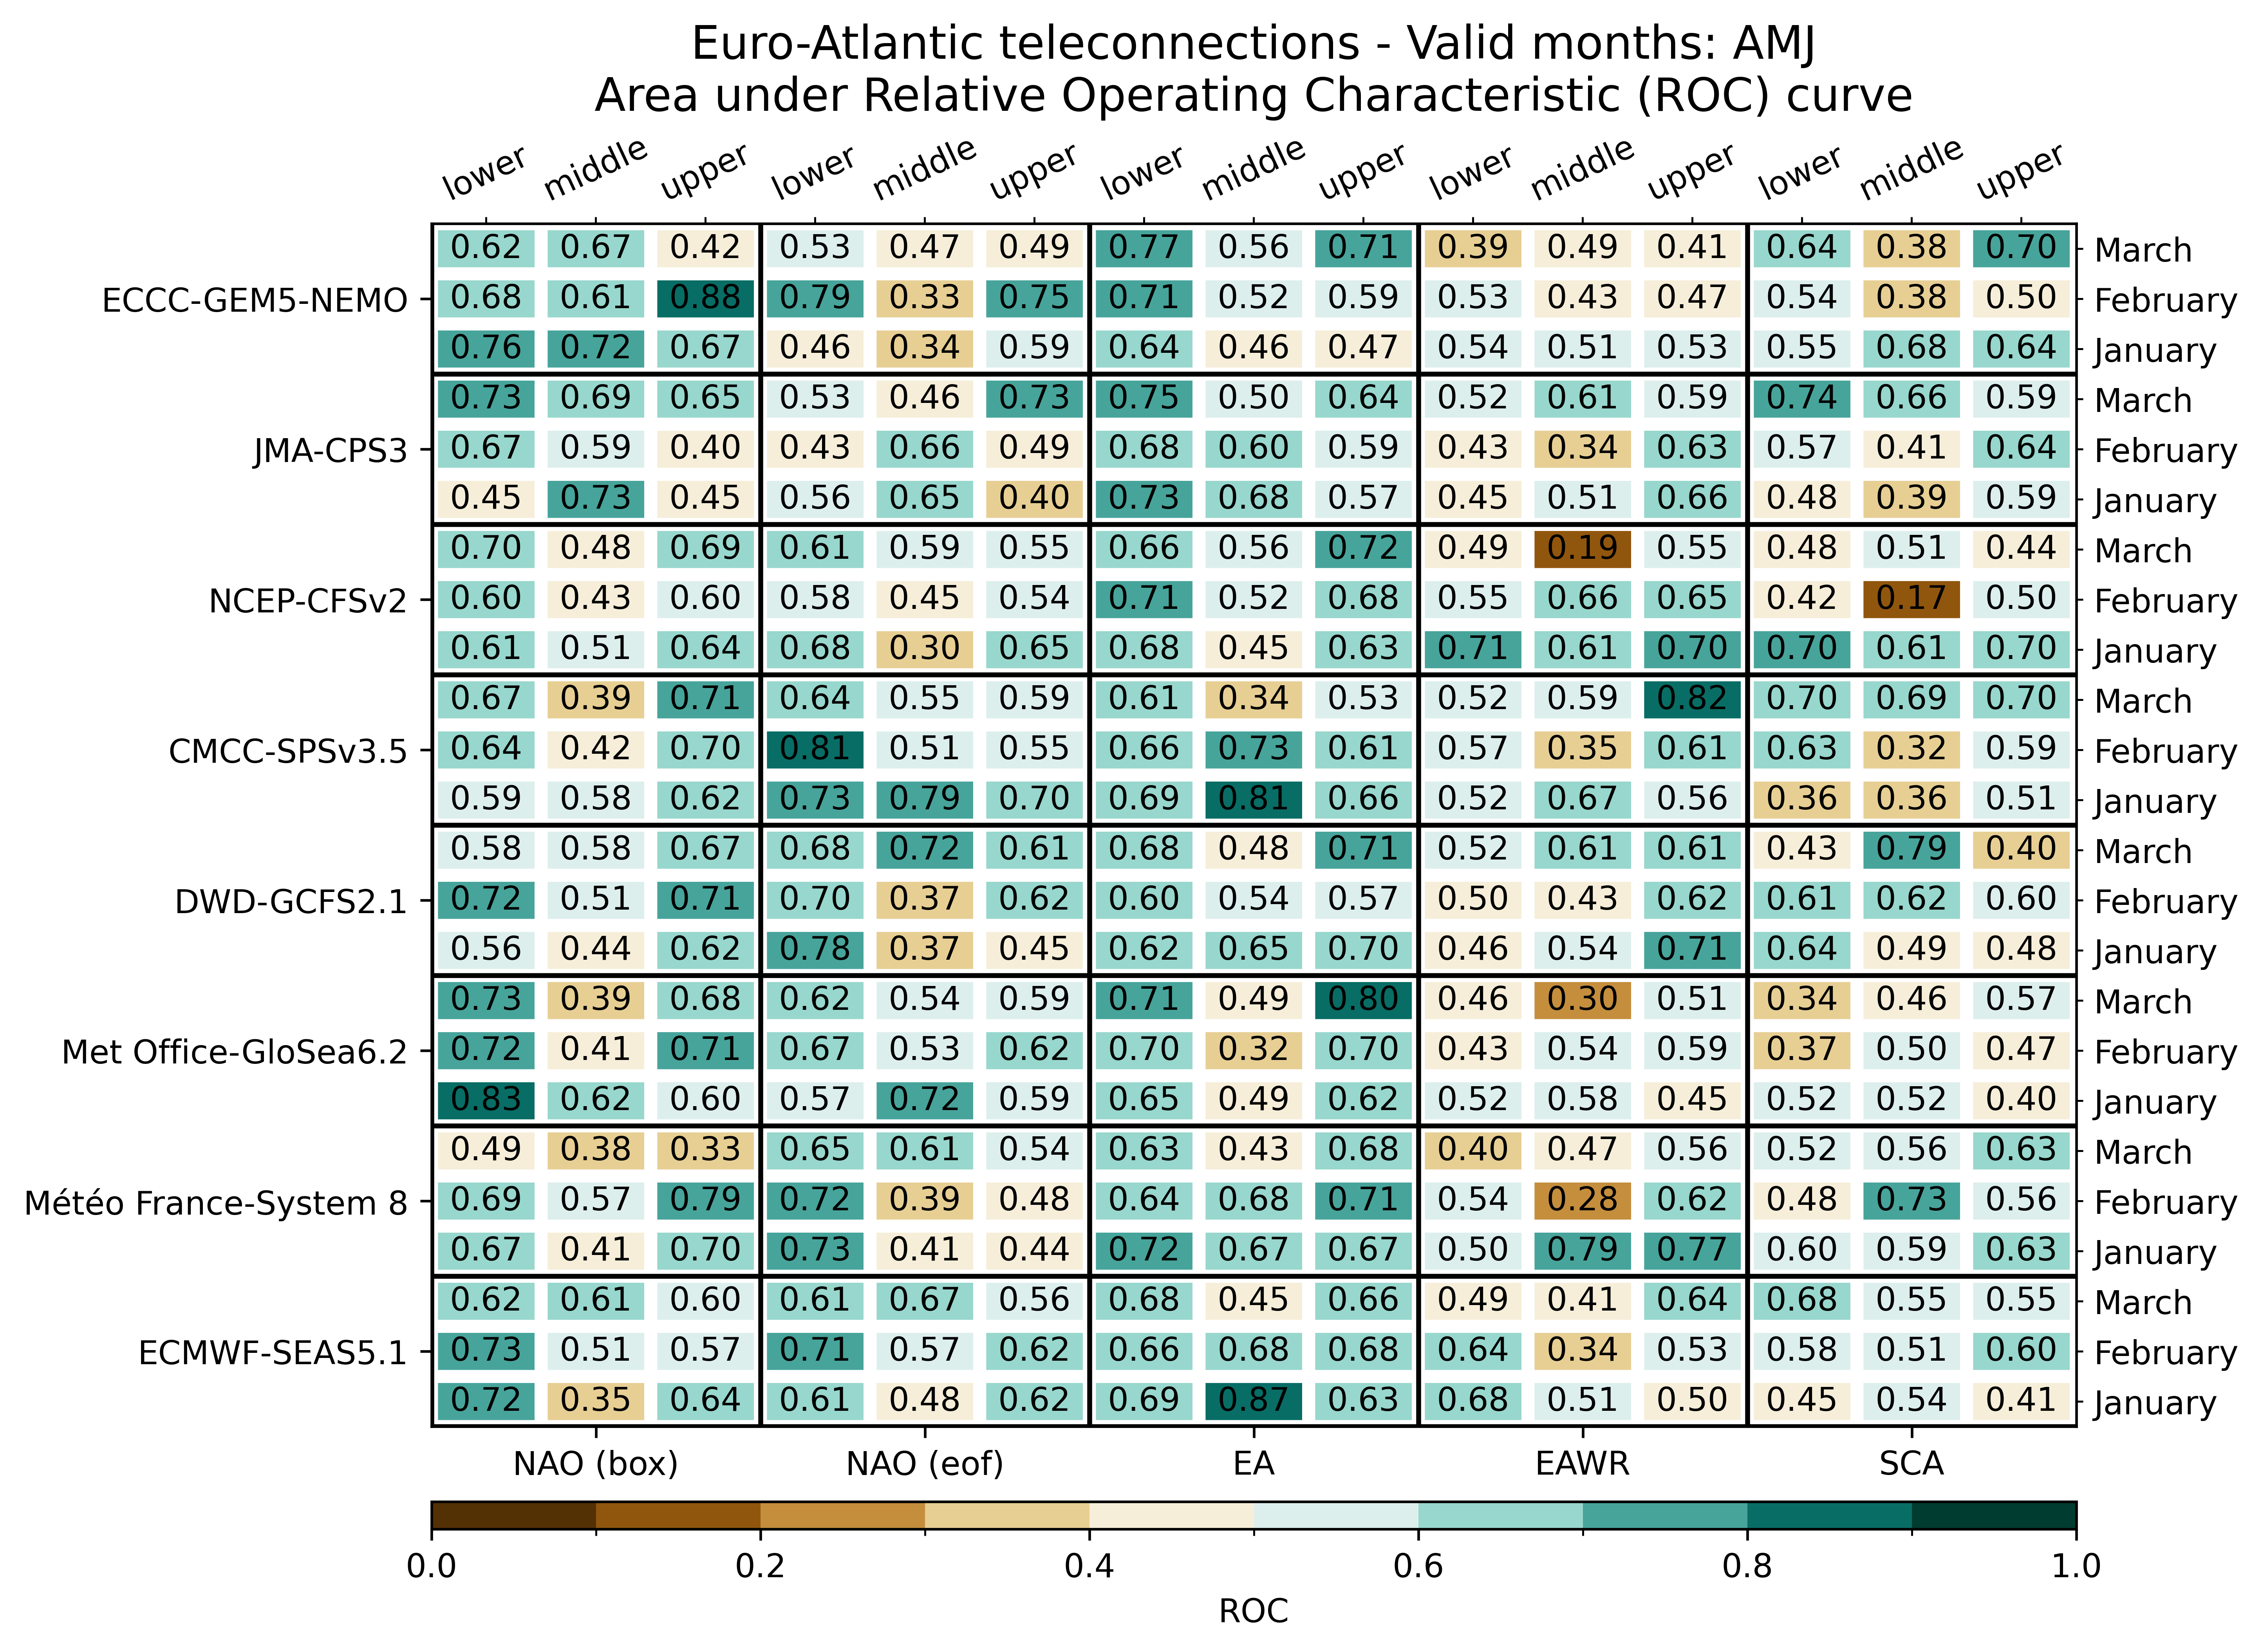 Euro-Atlantic teleconnections - Valid months: AMJ
Area under Relative Operating Characteristic (ROC) curve
lower middle upper lower middle upper lower middle upper lower middle upper lower middle upper
0.62 0.67 0.42 0.53 0.47 0.49 0.77 0.56 0.71 0.39 0.49 0.41 0.64 0.38 0.70 March
ECCC-GEM5-NEMO 0.68 0.61 0.88 0.79 0.33 0.75 0.71 0.52 0.59 0.53 0.43 0.47 0.54 0.38 0.50 February
0.76 0.72 0.67 0.46 0.34 0.59 0.64 0.46 0.47 0.54 0.51 0.53 0.55 0.68 0.64 January
0.73 0.69 0.65 0.53 0.46 0.73 0.75 0.50 0.64 0.52 0.61 0.59 0.74 0.66 0.59 March
JMA-CPS3 0.67 0.59 0.40 0.43 0.66 0.49 0.68 0.60 0.59 0.43 0.34 0.63 0.57 0.41 0.64 February
0.45 0.73 0.45 0.56 0.65 0.40 0.73 0.68 0.57 0.45 0.51 0.66 0.48 0.39 0.59 January
0.70 0.48 0.69 0.61 0.59 0.55 0.66 0.56 0.72 0.49 0.19 0.55 0.48 0.51 0.44 March
NCEP-CFSv2 0.60 0.43 0.60 0.58 0.45 0.54 0.71 0.52 0.68 0.55 0.66 0.65 0.42 0.17 0.50 February
0.61 0.51 0.64 0.68 0.30 0.65 0.68 0.45 0.63 0.71 0.61 0.70 0.70 0.61 0.70 January
0.67 0.39 0.71 0.64 0.55 0.59 0.61 0.34 0.53 0.52 0.59 0.82 0.70 0.69 0.70 March
CMCC-SPSv3.5 0.64 0.42 0.70 0.81 0.51 0.55 0.66 0.73 0.61 0.57 0.35 0.61 0.63 0.32 0.59 February
0.59 0.58 0.62 0.73 0.79 0.70 0.69 0.81 0.66 0.52 0.67 0.56 0.36 0.36 0.51 January
0.58 0.58 0.67 0.68 0.72 0.61 0.68 0.48 0.71 0.52 0.61 0.61 0.43 0.79 0.40 March
DWD-GCFS2.1 0.72 0.51 0.71 0.70 0.37 0.62 0.60 0.54 0.57 0.50 0.43 0.62 0.61 0.62 0.60 February
0.56 0.44 0.62 0.78 0.37 0.45 0.62 0.65 0.70 0.46 0.54 0.71 0.64 0.49 0.48 January
0.73 0.39 0.68 0.62 0.54 0.59 0.71 0.49 0.80 0.46 0.30 0.51 0.34 0.46 0.57 March
Met Office-GloSea6.2 0.72 0.41 0.71 0.67 0.53 0.62 0.70 0.32 0.70 0.43 0.54 0.59 0.37 0.50 0.47 February
0.83 0.62 0.60 0.57 0.72 0.59 0.65 0.49 0.62 0.52 0.58 0.45 0.52 0.52 0.40 January
0.49 0.38 0.33 0.65 0.61 0.54 0.63 0.43 0.68 0.40 0.47 0.56 0.52 0.56 0.63 March
Météo France-System 8 0.69 0.57 0.79 0.72 0.39 0.48 0.64 0.68 0.71 0.54 0.28 0.62 0.48 0.73 0.56 February
0.67 0.41 0.70 0.73 0.41 0.44 0.72 0.67 0.67 0.50 0.79 0.77 0.60 0.59 0.63 January
0.62 0.61 0.60 0.61 0.67 0.56 0.68 0.45 0.66 0.49 0.41 0.64 0.68 0.55 0.55 March
ECMWF-SEAS5.1 0.73 0.51 0.57 0.71 0.57 0.62 0.66 0.68 0.68 0.64 0.34 0.53 0.58 0.51 0.60 February
0.72 0.35 0.64 0.61 0.48 0.62 0.69 0.87 0.63 0.68 0.51 0.50 0.45 0.54 0.41 January
NAO (box) NAO (eof) EA EAWR SCA
0.0 0.2 0.4 0.6 0.8 1.0
ROC